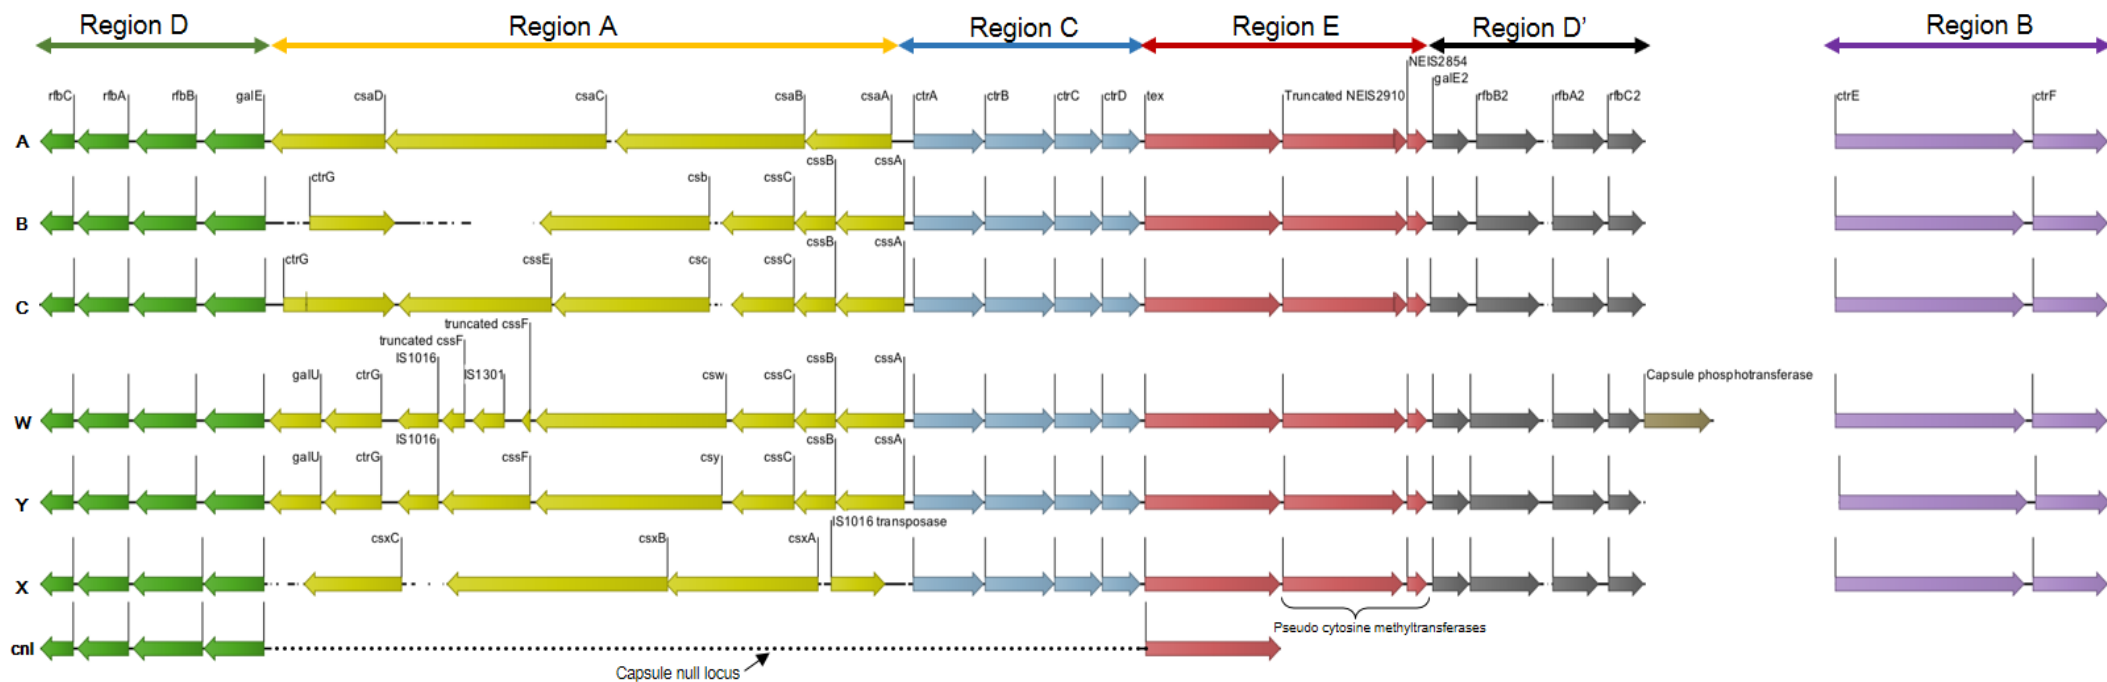 Region D Region A Region C Region E Region D’ Region B
NEIS2854
galE2
rfbC rfbA rfbB galE csaD csaC csaB csaA ctrA ctrB ctrC ctrD tex Truncated NEIS2910 rfbB2 rfbA2 rfbC2 ctrE ctrF
A
cssB cssA
ctrG csb cssC
B
cssB cssA
ctrG cssE csc cssC
C
truncated cssF
truncated cssF
IS1016 cssB cssA
galU ctrG IS1301 csw cssC Capsule phosphotransferase
W
IS1016 cssB cssA
galU ctrG cssF csy cssC
Y
IS1016 transposase
csxC csxB csxA
X
Pseudo cytosine methyltransferases
cnl
Capsule null locus